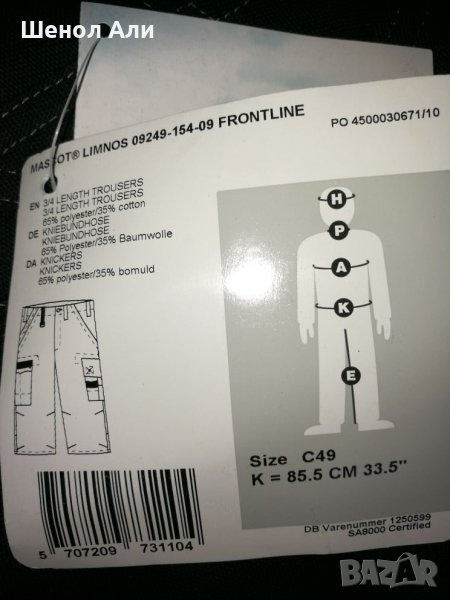 Шенол Али
MASCOT® LIMNOS 09249-154-09 FRONTLINE
PO 4500030671/10
EN 3/4 LENGTH TROUSERS
3/4 LENGTH TROUSERS
65% polyester/35% cotton
DE KNIEBUNDHOSE
KNIEBUNDHOSE
65% Polyester/35% Baumwolle
DA KNICKERS
KNICKERS
65% polyester/35% bomuld
H
P
A
K
E
Size C49
K = 85.5 CM 33.5"
5 707209 731104
DB Varenummer 1250599
SA8000 Certified
bazar.bg